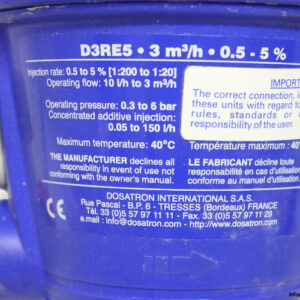 D3RE5 • 3 m³/h • 0.5 - 5 %
Injection rate: 0.5 to 5 % [1:200 to 1:20]
Operating flow: 10 l/h to 3 m³/h
Operating pressure: 0.3 to 6 bar
Concentrated additive injection:
0.05 to 150 l/h
Maximum temperature: 40°C
THE MANUFACTURER declines all
responsibility in event of use not
conforming with the owner's manual.
IMPORT
The correct connection, i
these units with regard to
rules, standards or
responsibility of the user.
Température maximum : 40°
LE FABRICANT décline toute
responsabilité en cas d'utilisation
conforme au manuel d'utilisation.
CE
DOSATRON INTERNATIONAL S.A.S.
Rue Pascal - B.P. 6 - TRESSES (Bordeaux) FRANCE
Tél. 33 (0)5 57 97 11 11 - Fax. 33 (0)5 57 97 11 29
e.mail : info@dosatron.com - www.dosatron.com